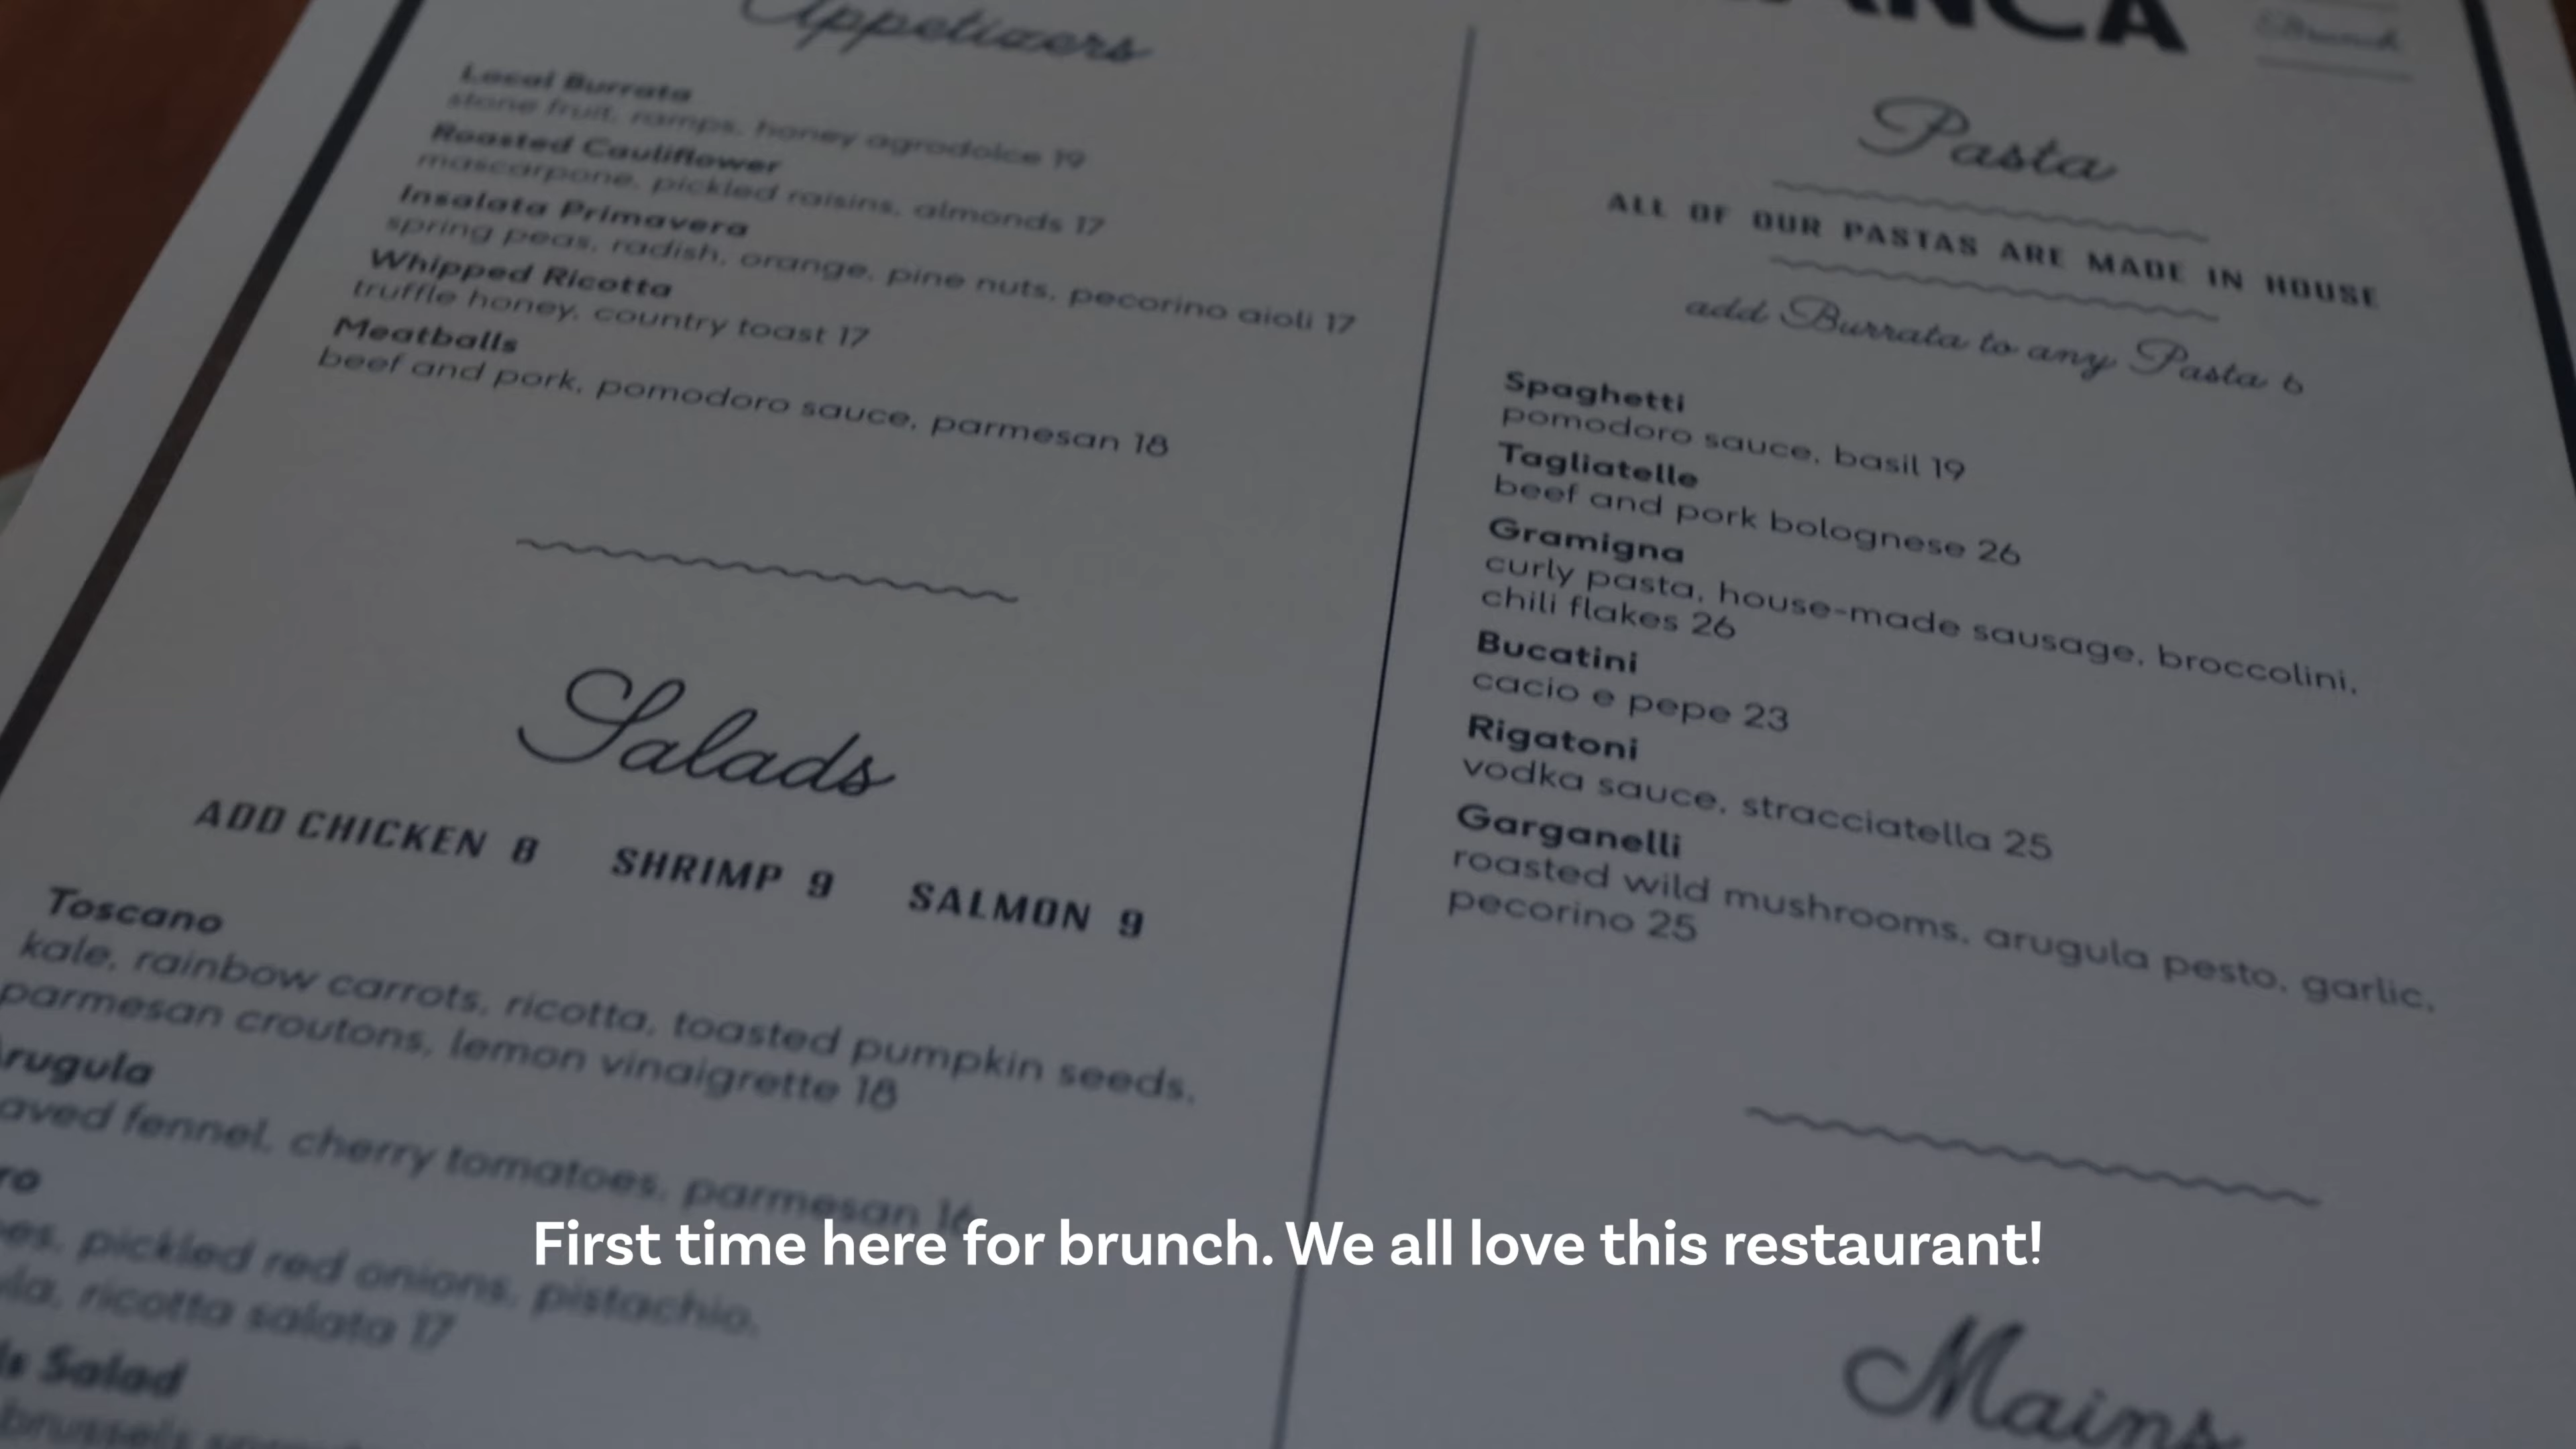 Appetizers
Local Burrata
stone fruit, ramps, honey agrodolce 19
Roasted Cauliflower
mascarpone, pickled raisins, almonds 17
Insalata Primavera
spring peas, radish, orange, pine nuts, pecorino aioli 17
Whipped Ricotta
truffle honey, country toast 17
Meatballs
beef and pork, pomodoro sauce, parmesan 18
Salads
ADD CHICKEN 8 SHRIMP 9 SALMON 9
Toscano
kale, rainbow carrots, ricotta, toasted pumpkin seeds,
parmesan croutons, lemon vinaigrette 18
Arugula
fennel, cherry tomatoes, parmesan 16
pickled red onions, pistachio,
ricotta salata 17
Salad
brussels
Brunch
Pasta
ALL OF OUR PASTAS ARE MADE IN HOUSE
add Burrata to any Pasta 6
Spaghetti
pomodoro sauce, basil 19
Tagliatelle
beef and pork bolognese 26
Gramigna
curly pasta, house-made sausage, broccolini,
chili flakes 26
Bucatini
cacio e pepe 23
Rigatoni
vodka sauce, stracciatella 25
Garganelli
roasted wild mushrooms, arugula pesto, garlic,
pecorino 25
Mains
First time here for brunch. We all love this restaurant!